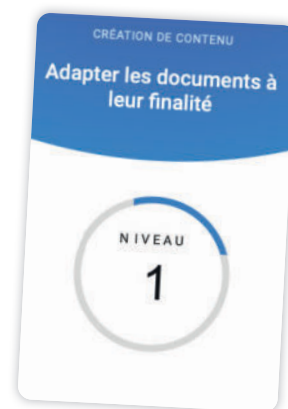 CRÉATION DE CONTENU
Adapter les documents à
leur finalité
NIVEAU
1